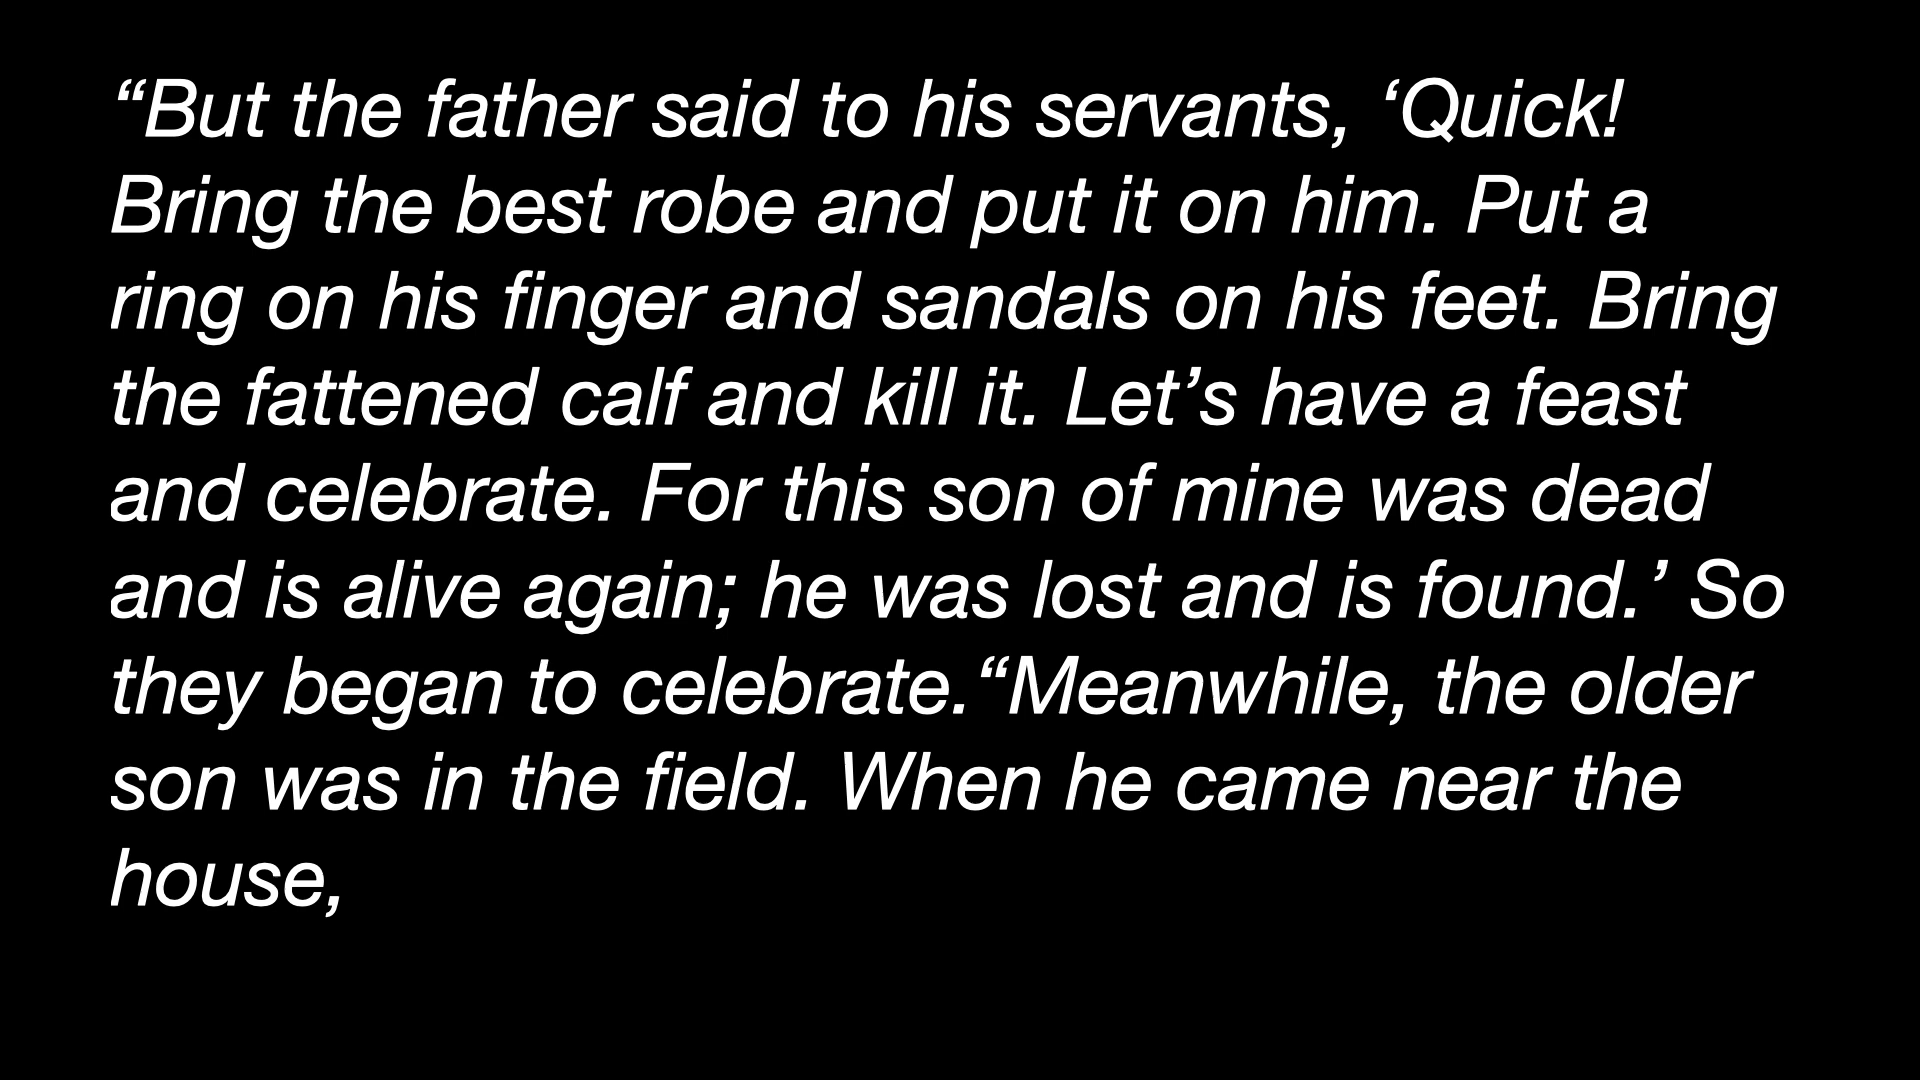 “But the father said to his servants, ‘Quick!
Bring the best robe and put it on him. Put a
ring on his finger and sandals on his feet. Bring
the fattened calf and kill it. Let’s have a feast
and celebrate. For this son of mine was dead
and is alive again; he was lost and is found.’ So
they began to celebrate.“Meanwhile, the older
son was in the field. When he came near the
house,